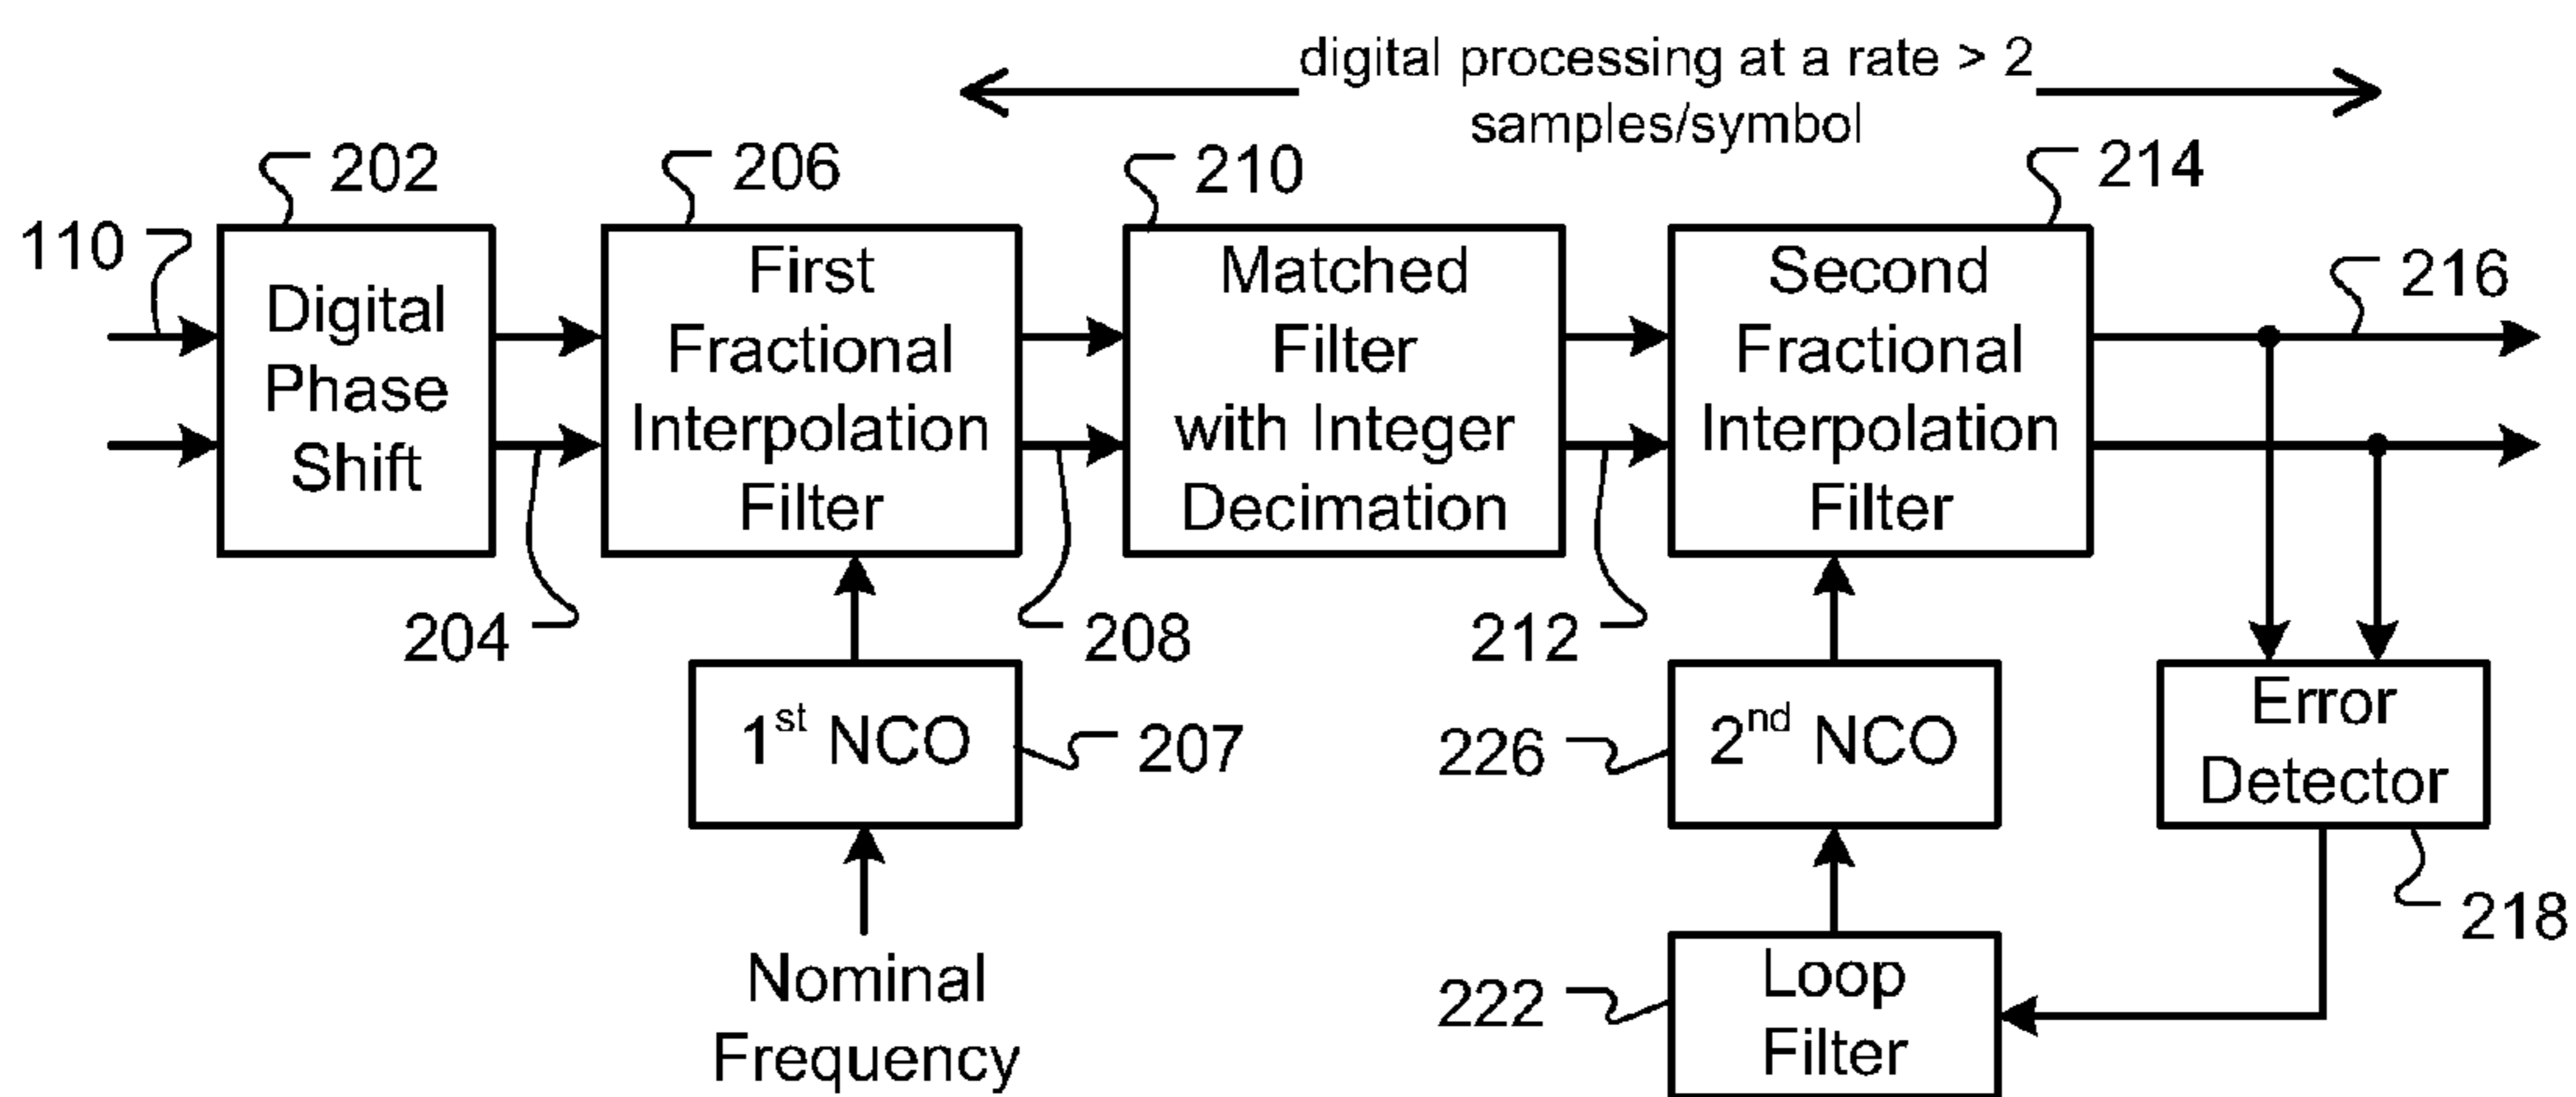 digital processing at a rate > 2
samples/symbol
202
206
210
214
110
216
Digital
Phase
Shift
First
Fractional
Interpolation
Filter
Matched
Filter
with Integer
Decimation
Second
Fractional
Interpolation
Filter
204
208
212
1st NCO
207
226
2nd NCO
Error
Detector
218
Nominal
Frequency
222
Loop
Filter